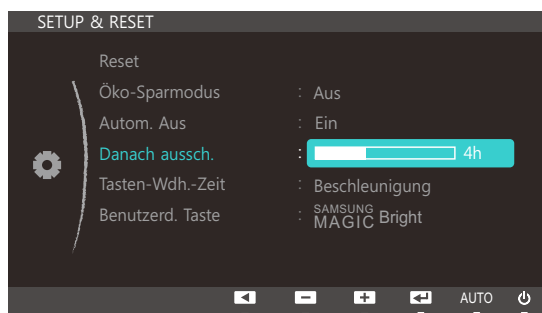 SETUP & RESET
Reset
Öko-Sparmodus : Aus
Autom. Aus : Ein
Danach aussch. : 4h
Tasten-Wdh.-Zeit : Beschleunigung
Benutzerd. Taste : SAMSUNG MAGIC Bright
AUTO